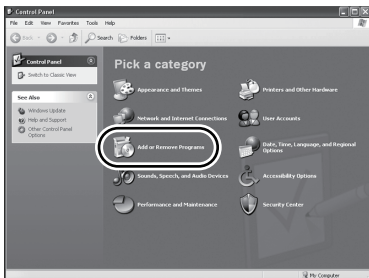 Control Panel
File Edit View Favorites Tools Help
Back Search Folders
Control Panel
Switch to Classic View
See Also
Windows Update
Help and Support
Other Control Panel
Options
Pick a category
Appearance and Themes
Printers and Other Hardware
Network and Internet Connections
User Accounts
Add or Remove Programs
Date, Time, Language, and Regional
Options
Sounds, Speech, and Audio Devices
Accessibility Options
Performance and Maintenance
Security Center
My Computer